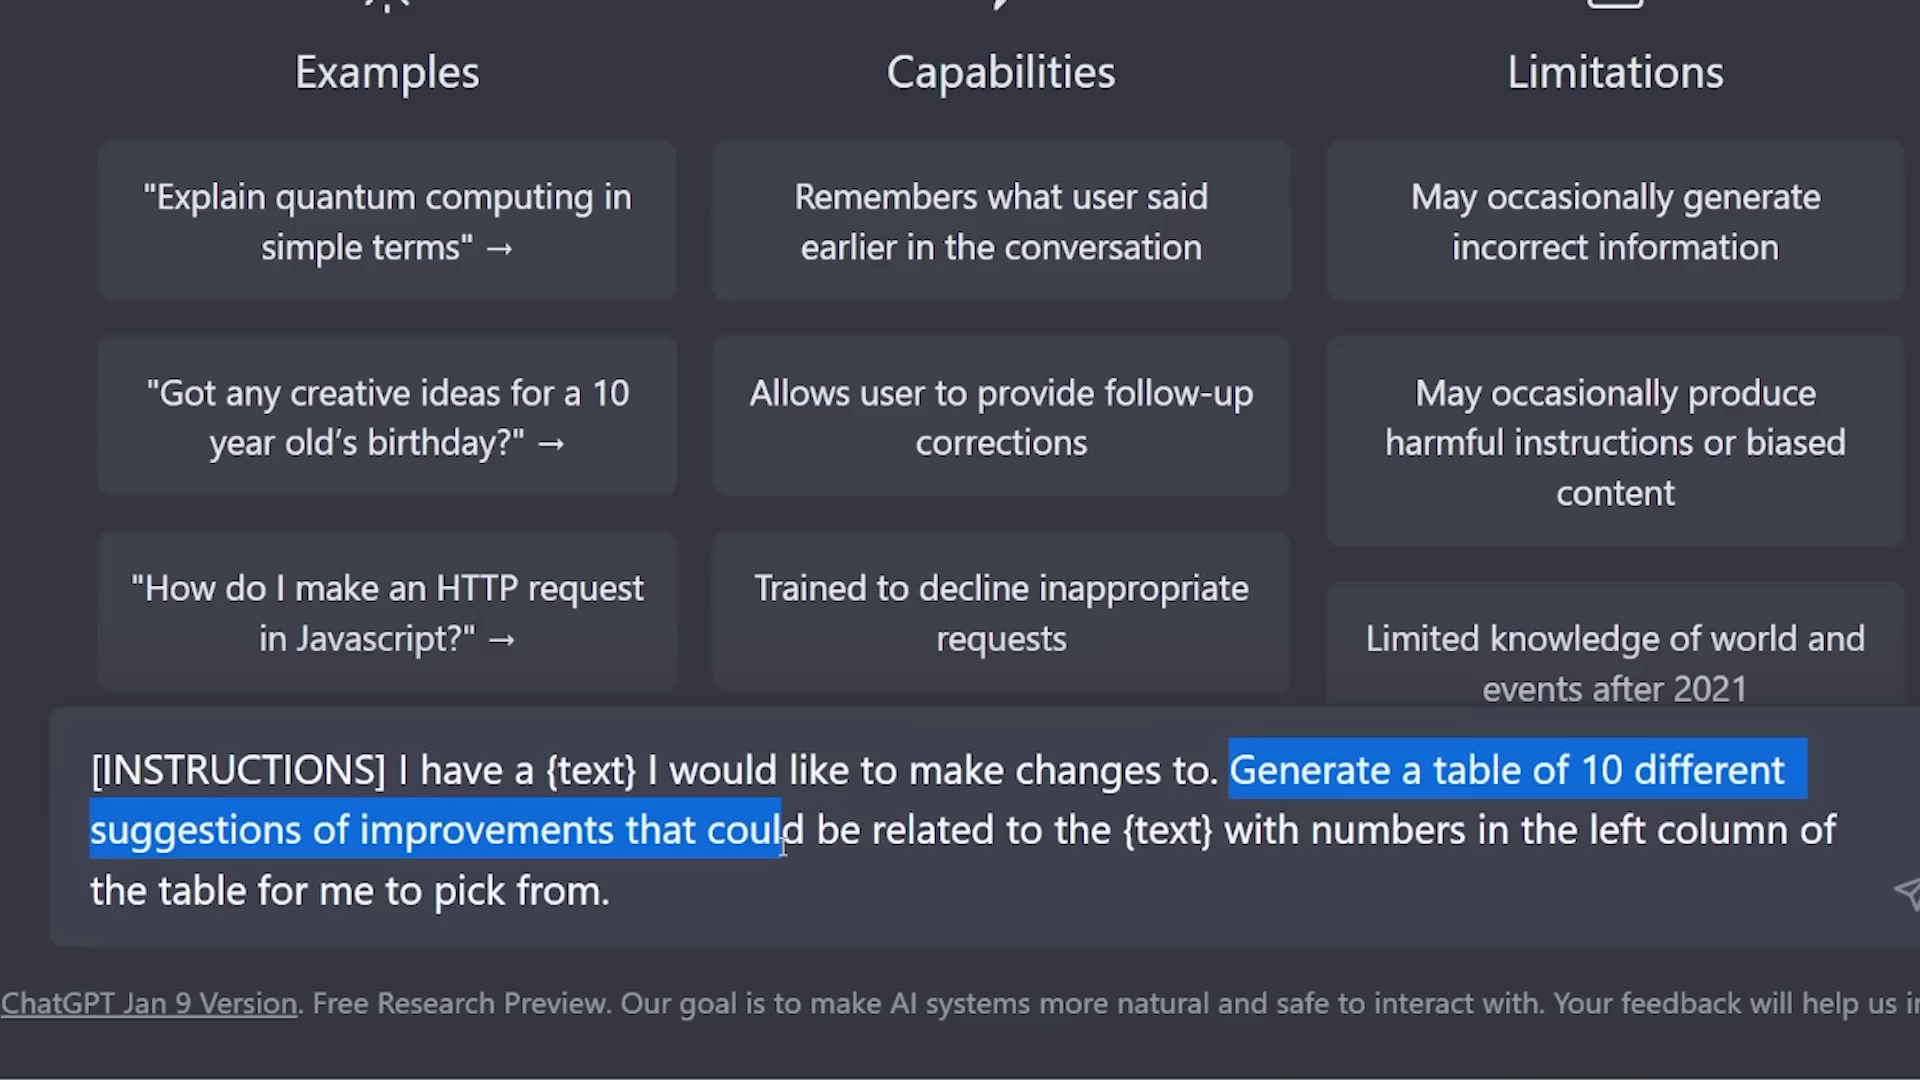 Examples
Capabilities
Limitations
"Explain quantum computing in
simple terms" →
Remembers what user said
earlier in the conversation
May occasionally generate
incorrect information
"Got any creative ideas for a 10
year old’s birthday?" →
Allows user to provide follow-up
corrections
May occasionally produce
harmful instructions or biased
content
"How do I make an HTTP request
in Javascript?" →
Trained to decline inappropriate
requests
Limited knowledge of world and
events after 2021
[INSTRUCTIONS] I have a {text} I would like to make changes to. Generate a table of 10 different
suggestions of improvements that could be related to the {text} with numbers in the left column of
the table for me to pick from.
ChatGPT Jan 9 Version. Free Research Preview. Our goal is to make AI systems more natural and safe to interact with. Your feedback will help us